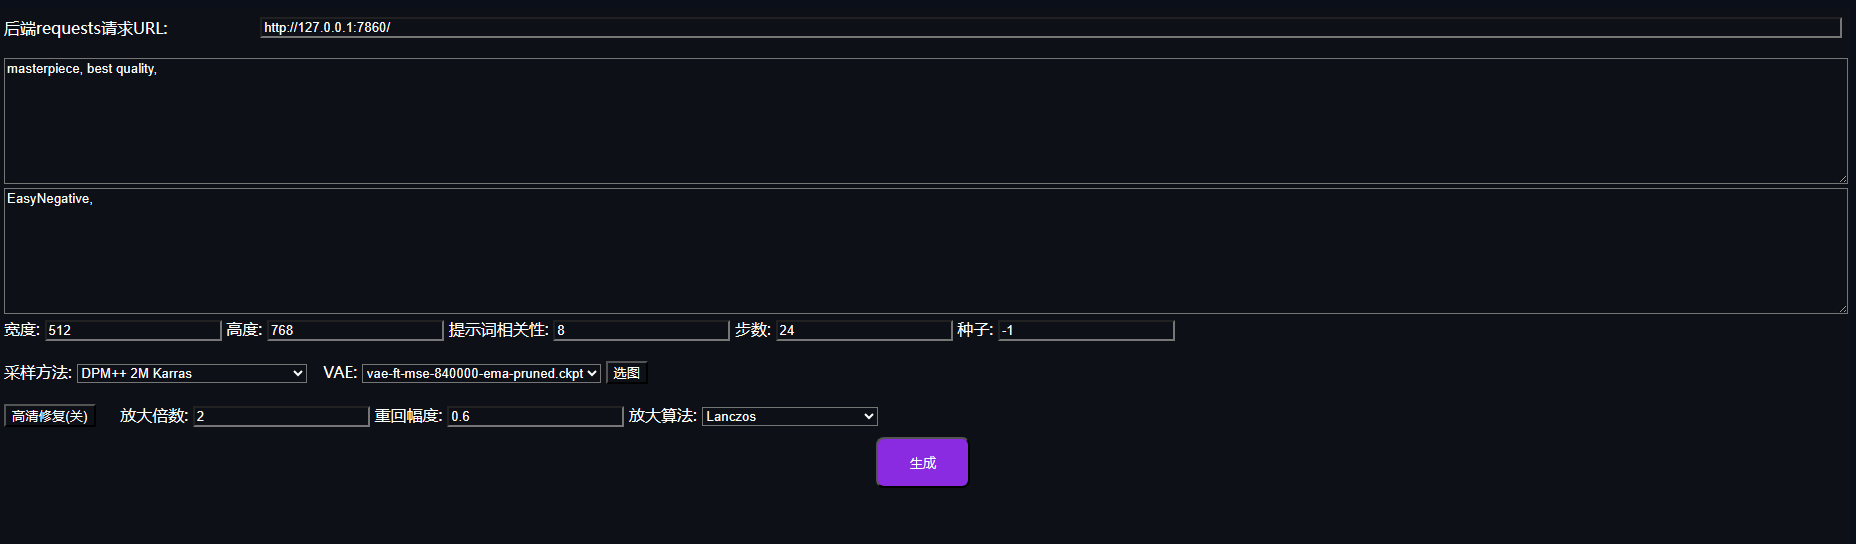 后端requests请求URL: http://127.0.0.1:7860/
masterpiece, best quality,
EasyNegative,
宽度: 512 高度: 768 提示词相关性: 8 步数: 24 种子: -1
采样方法: DPM++ 2M Karras VAE: vae-ft-mse-840000-ema-pruned.ckpt 选图
高清修复(关) 放大倍数: 2 重回幅度: 0.6 放大算法: Lanczos
生成